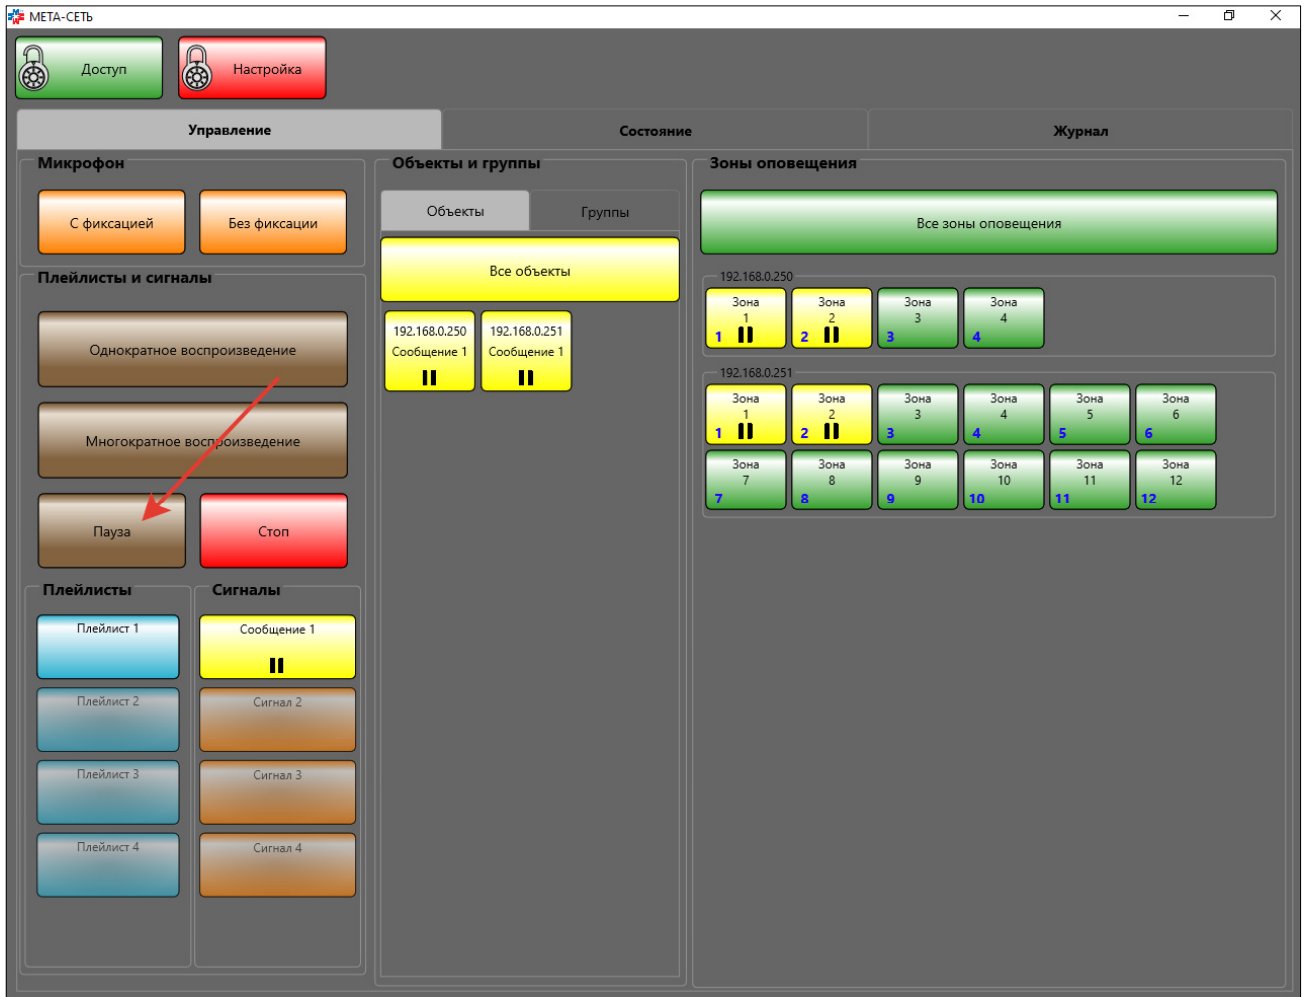 МЕТА-СЕТЬ
Доступ
Настройка
Управление
Состояние
Журнал
Микрофон
С фиксацией
Без фиксации
Плейлисты и сигналы
Однократное воспроизведение
Многократное воспроизведение
Пауза
Стоп
Плейлисты
Плейлист 1
Плейлист 2
Плейлист 3
Плейлист 4
Сигналы
Сообщение 1
Сигнал 2
Сигнал 3
Сигнал 4
Объекты и группы
Объекты
Группы
Все объекты
192.168.0.250
Сообщение 1
192.168.0.251
Сообщение 1
Зоны оповещения
Все зоны оповещения
192.168.0.250
Зона
1
1
Зона
2
2
Зона
3
3
Зона
4
4
192.168.0.251
Зона
1
1
Зона
2
2
Зона
3
3
Зона
4
4
Зона
5
5
Зона
6
6
Зона
7
7
Зона
8
8
Зона
9
9
Зона
10
10
Зона
11
11
Зона
12
12